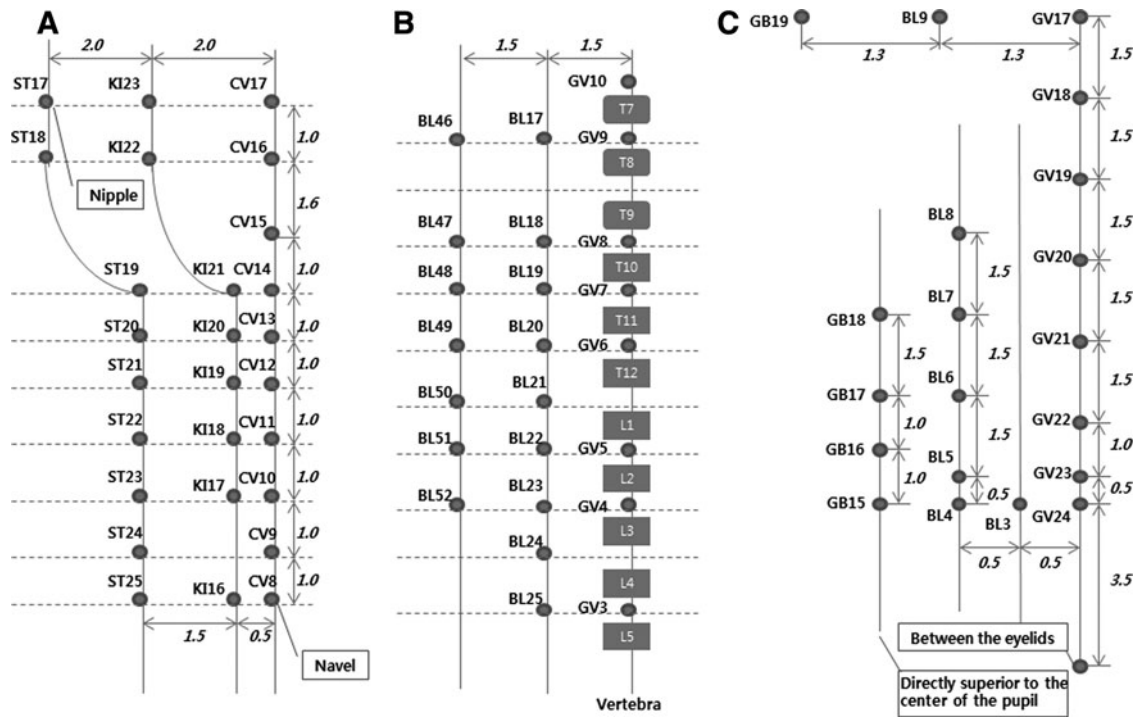 A
2.0
2.0
ST17
KI23
CV17
1.0
ST18
KI22
CV16
Nipple
1.6
CV15
ST19
KI21
CV14
1.0
ST20
KI20
CV13
1.0
ST21
KI19
CV12
1.0
ST22
KI18
CV11
1.0
ST23
KI17
CV10
1.0
ST24
CV9
1.0
ST25
KI16
CV8
1.0
1.5
0.5
Navel
B
1.5
1.5
GV10
T7
BL46
BL17
GV9
T8
T9
BL47
BL18
GV8
T10
BL48
BL19
GV7
T11
BL49
BL20
GV6
T12
BL50
BL21
L1
BL51
BL22
GV5
L2
BL52
BL23
GV4
L3
BL24
L4
BL25
GV3
L5
Vertebra
C
GB19
BL9
GV17
1.3
1.3
1.5
GV18
1.5
GV19
1.5
BL8
GV20
1.5
BL7
1.5
GB18
GV21
1.5
1.5
1.5
GB17
BL6
GV22
1.0
1.5
1.0
GB16
BL5
GV23
1.0
0.5
0.5
GB15
BL4
BL3
GV24
0.5
0.5
3.5
Between the eyelids
Directly superior to the
center of the pupil